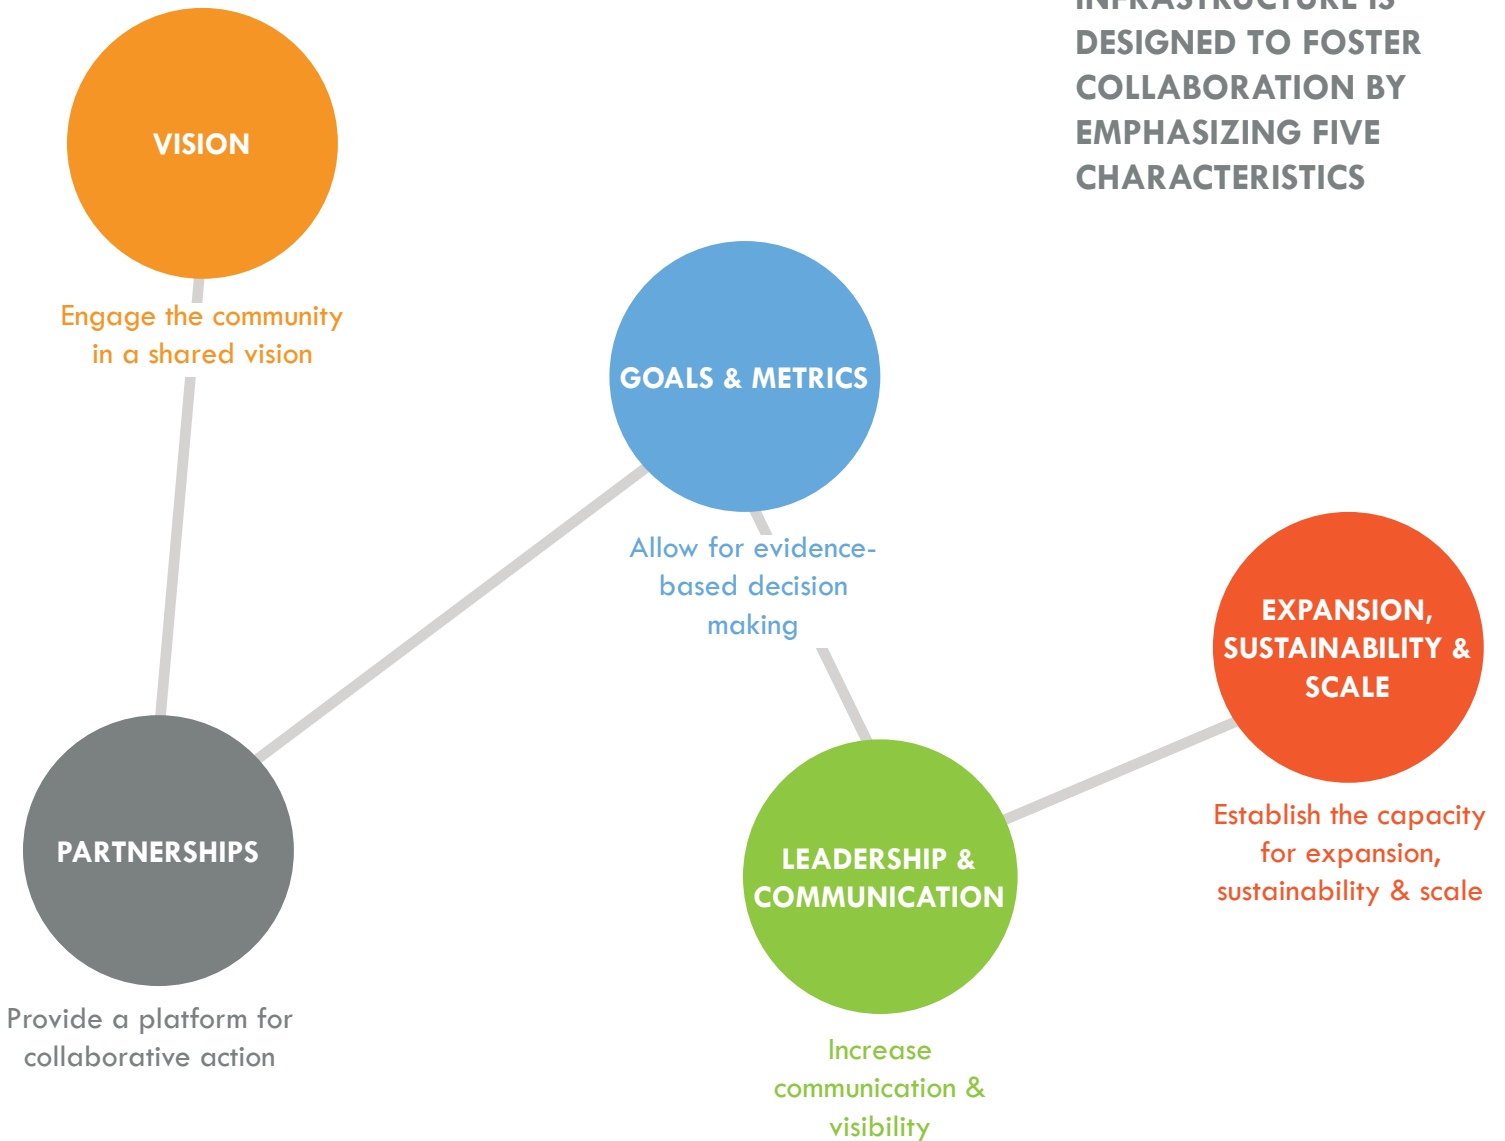 INFRASTRUCTURE IS
DESIGNED TO FOSTER
COLLABORATION BY
EMPHASIZING FIVE
CHARACTERISTICS
VISION
Engage the community
in a shared vision
GOALS & METRICS
Allow for evidence-
based decision
making
EXPANSION,
SUSTAINABILITY &
SCALE
Establish the capacity
for expansion,
sustainability & scale
PARTNERSHIPS
Provide a platform for
collaborative action
LEADERSHIP &
COMMUNICATION
Increase
communication &
visibility